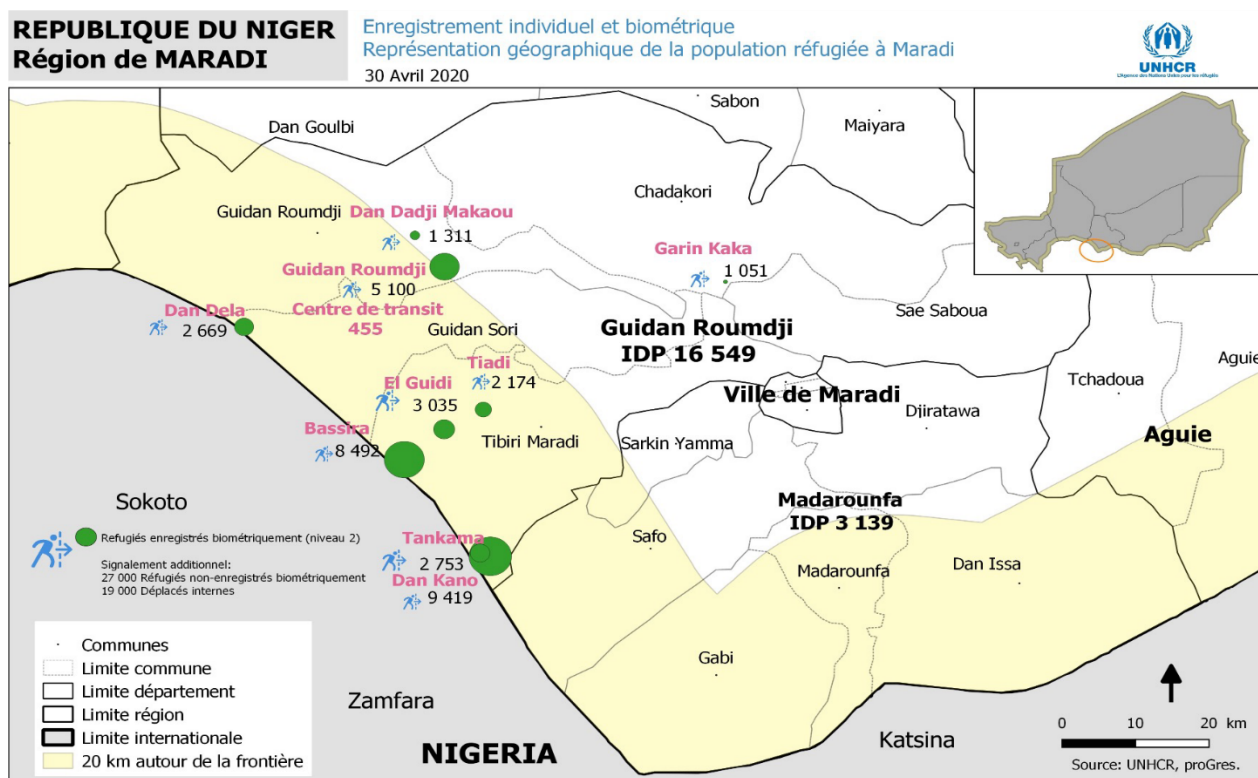 REPUBLIQUE DU NIGER
Région de MARADI
Enregistrement individuel et biométrique
Représentation géographique de la population réfugiée à Maradi
30 Avril 2020
UNHCR
L'Agence des Nations Unies pour les réfugiés
Sabon
Maiyara
Dan Goulbi
Chadakori
Guidan Roumdji
Dan Dadji Makaou
1 311
Garin Kaka
1 051
Guidan Roumdji
5 100
Dan Dela
2 669
Centre de transit
455
Sae Saboua
Guidan Sori
Guidan Roumdji
IDP 16 549
Tiadi
2 174
El Guidi
3 035
Aguie
Tchadoua
Ville de Maradi
Djiratawa
Bassira
8 492
Tibiri Maradi
Sarkin Yamma
Aguie
Sokoto
Madarounfa
IDP 3 139
Refugiés enregistrés biométriquement (niveau 2)
Signalement additionnel:
27 000 Réfugiés non-enregistrés biométriquement
19 000 Déplacés internes
Tankama
2 753
Dan Kano
9 419
Safo
Madarounfa
Dan Issa
Gabi
Communes
Limite commune
Limite département
Limite région
Limite internationale
20 km autour de la frontière
Zamfara
NIGERIA
Katsina
0 10 20 km
Source: UNHCR, proGres.